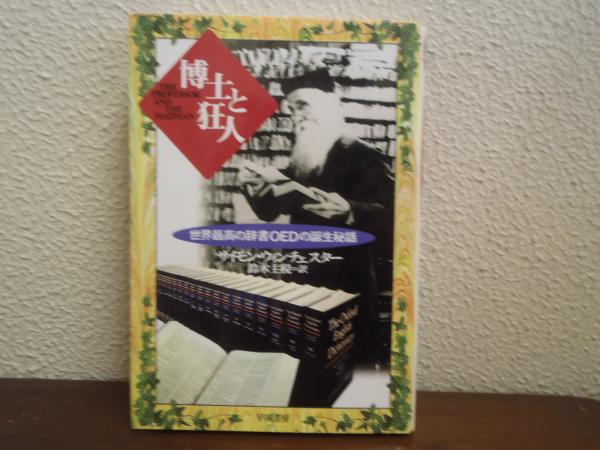 博士と
狂人
THE
PROFESSOR
AND
THE
MADMAN
世界最高の辞書OEDの誕生秘話
サイモン・ウィンチェスター
鈴木主税=訳
The Oxford
English
Dictionary
早川書房